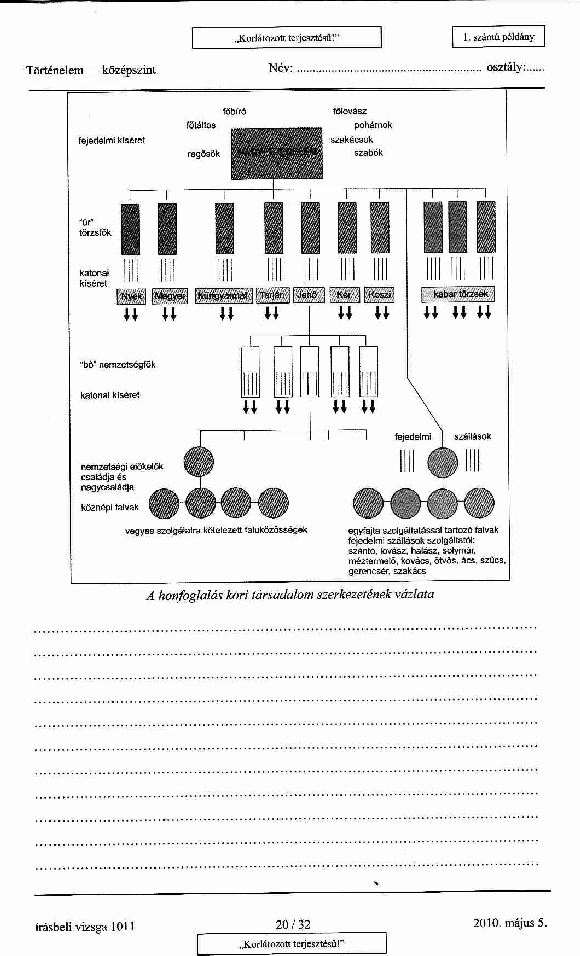 „Korlátozott terjesztésű!”
1. számú példány
Történelem középszint Név: ........ osztály:......
főbíró
főlovász
főtáltos
pohárnok
fejedelmi kíséret
szakácsok
regősök
szabók
"úr"
törzsfők
katonai
kíséret
Nyék Megyer Kürtgyarmat Tarján Jenő Kér Keszi kabar törzsek
"bő" nemzetségfők
katonai kíséret
fejedelmi szállások
nemzetségi előkelők
családja és
nagycsaládja
köznépi falvak
vegyes szolgálatra kötelezett faluközösségek
egyfajta szolgáltatással tartozó falvak
fejedelmi szállások szolgáltatói:
szántó, lovász, halász, solymár,
méztermelő, kovács, ötvös, ács, szűcs,
gerencsér, szakács
A honfoglalás kori társadalom szerkezetének vázlata
írásbeli vizsga 1011
20 / 32
2010. május 5.
„Korlátozott terjesztésű!”